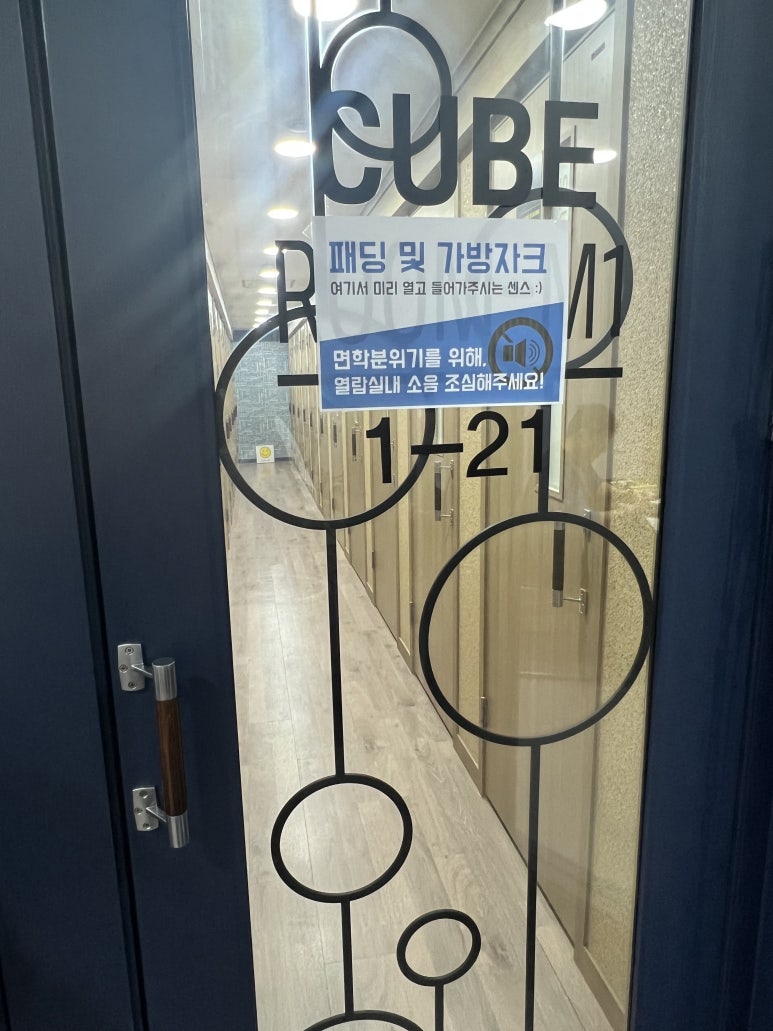 CUBE
패딩 및 가방자크
여기서 미리 열고 들어가주시는 센스 :)
ROOM M1
면학분위기를 위해,
열람실내 소음 조심해주세요!
1-21